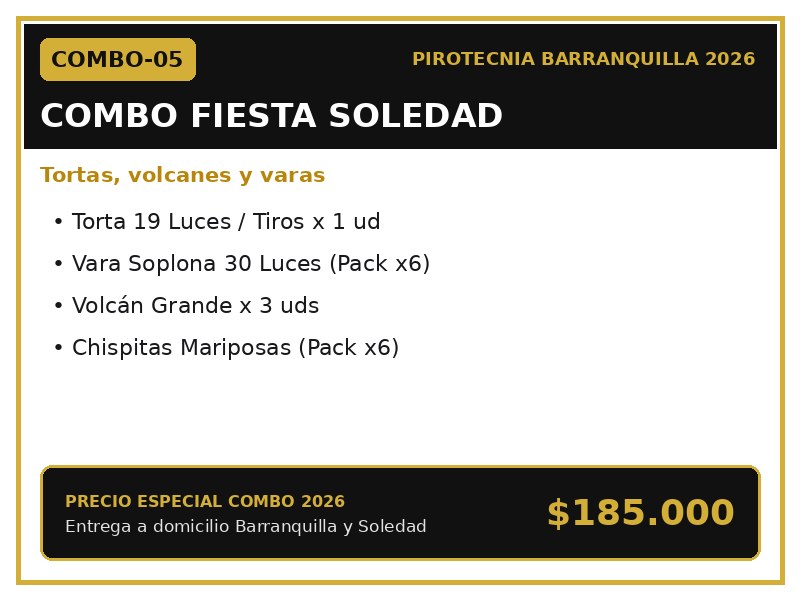 COMBO-05
PIROTECNIA BARRANQUILLA 2026
COMBO FIESTA SOLEDAD
Tortas, volcanes y varas
• Torta 19 Luces / Tiros x 1 ud
• Vara Soplona 30 Luces (Pack x6)
• Volcán Grande x 3 uds
• Chispitas Mariposas (Pack x6)
PRECIO ESPECIAL COMBO 2026
Entrega a domicilio Barranquilla y Soledad
$185.000